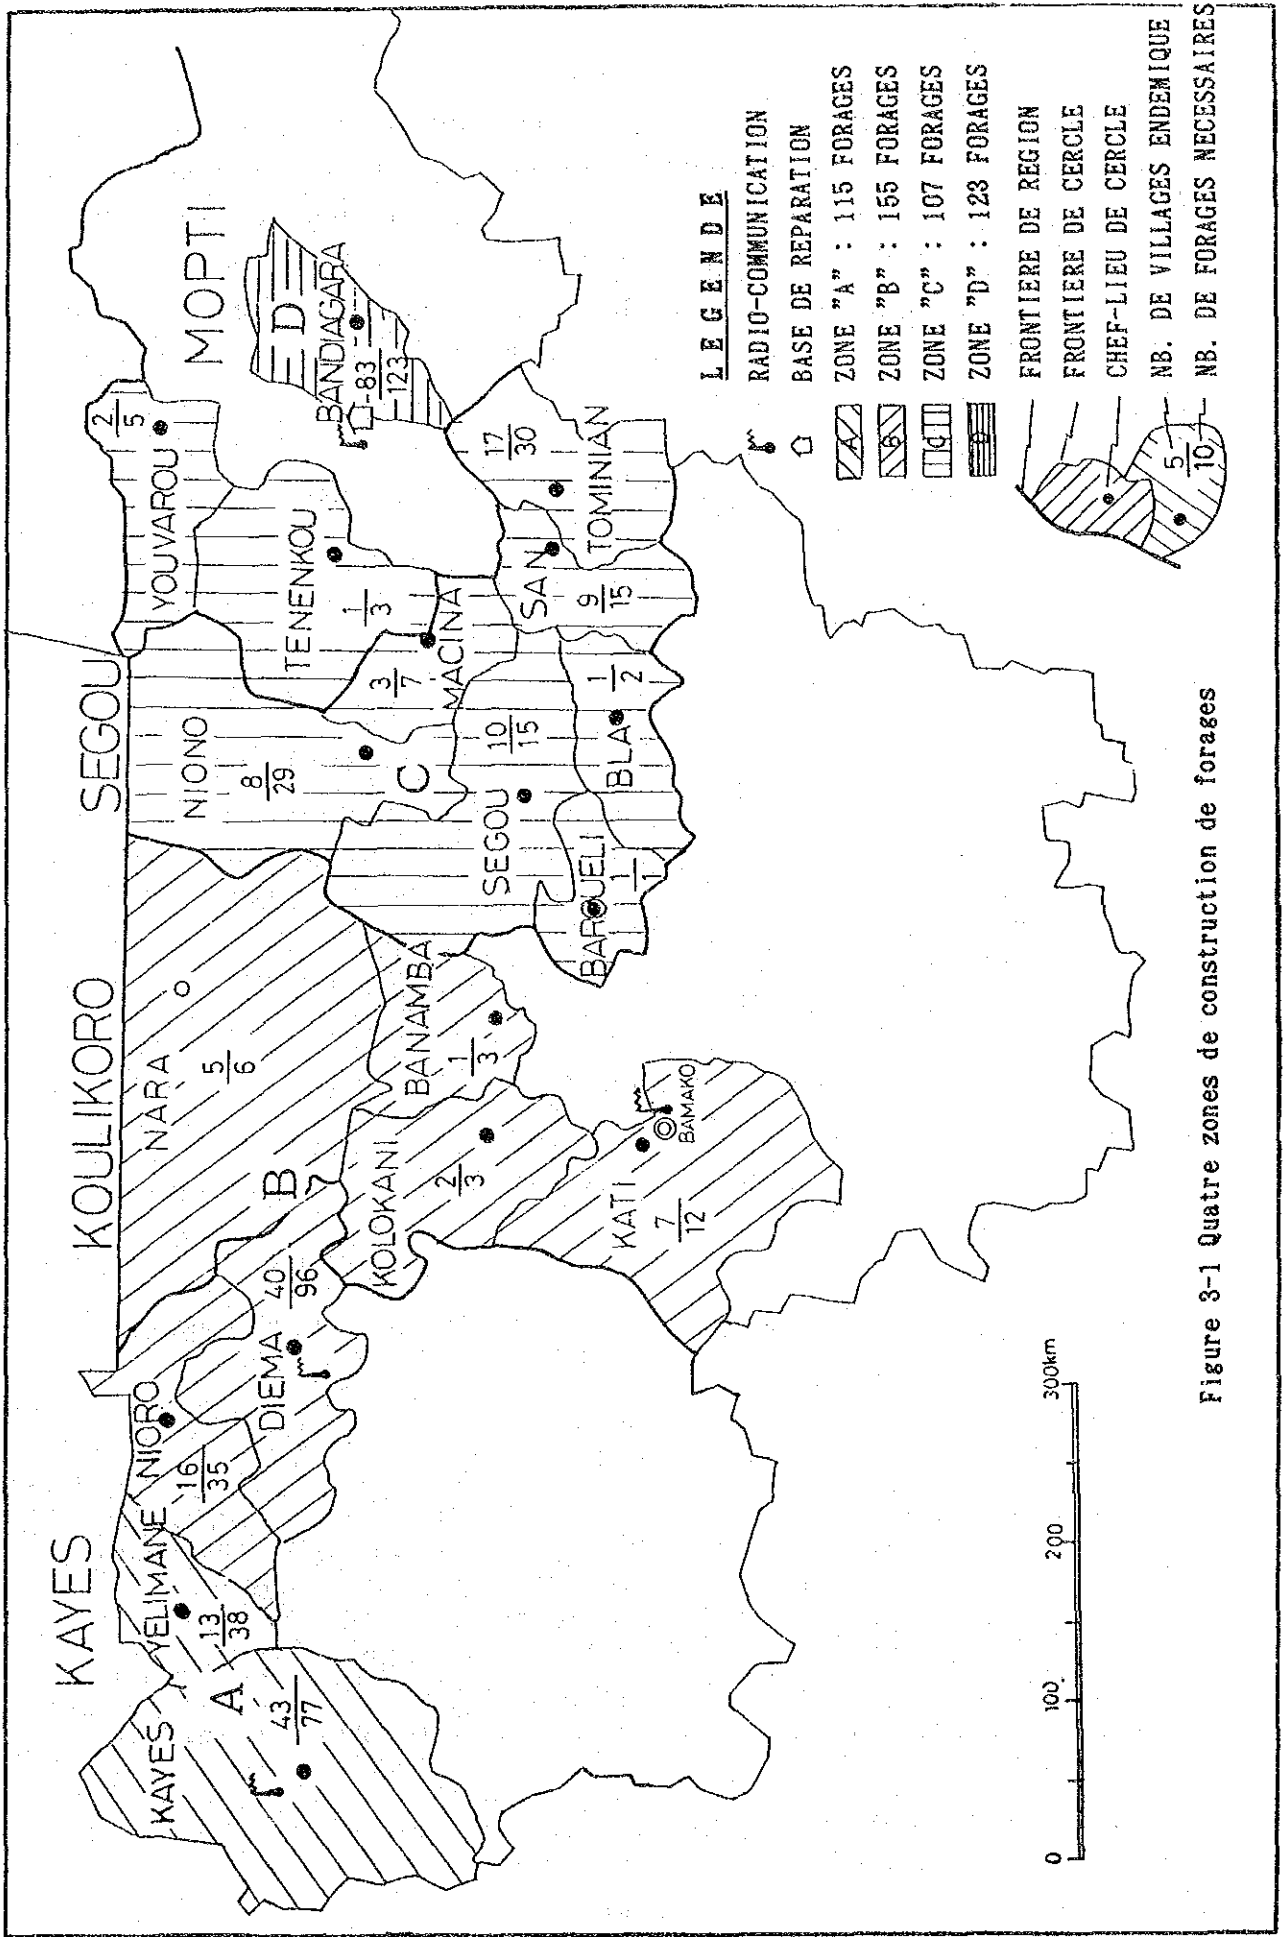 KAYES
KOULIKORO
SEGOU
MOPTI
KAYES
A
43
77
YELIMANE
13
38
NIORO
16
35
DIEMA
40
96
B
NARA
5
6
KOLOKANI
2
3
BANAMBA
1
3
KATI
7
12
BAMAKO
NIONO
8
29
C
SEGOU
10
15
BAROUELI
1
1
BLA
1
2
MACINA
3
7
TENENKOU
1
3
YOUVAROU
2
5
SAN
9
15
TOMINIAN
17
30
D
BANDIAGARA
83
123
LEGENDE
RADIO-COMMUNICATION
BASE DE REPARATION
A ZONE "A" : 115 FORAGES
B ZONE "B" : 155 FORAGES
C ZONE "C" : 107 FORAGES
D ZONE "D" : 123 FORAGES
FRONTIERE DE REGION
FRONTIERE DE CERCLE
CHEF-LIEU DE CERCLE
NB. DE VILLAGES ENDEMIQUE
NB. DE FORAGES NECESSAIRES
5
10
0 100 200 300km
Figure 3-1 Quatre zones de construction de forages